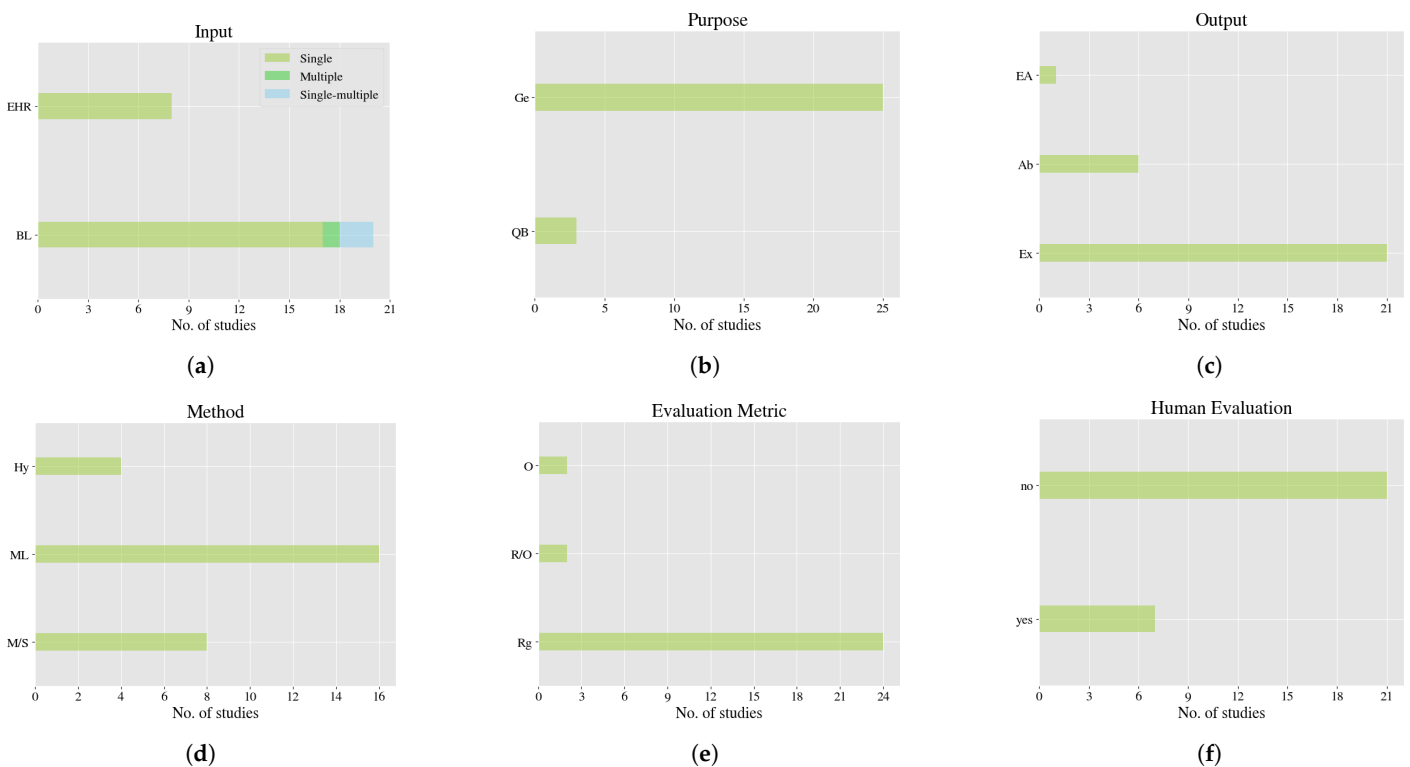 Input
Single
Multiple
Single-multiple
EHR
BL
0 3 6 9 12 15 18 21
No. of studies
(a)
Purpose
Ge
QB
0 5 10 15 20 25
No. of studies
(b)
Output
EA
Ab
Ex
0 3 6 9 12 15 18 21
No. of studies
(c)
Method
Hy
ML
M/S
0 2 4 6 8 10 12 14 16
No. of studies
(d)
Evaluation Metric
O
R/O
Rg
0 3 6 9 12 15 18 21 24
No. of studies
(e)
Human Evaluation
no
yes
0 3 6 9 12 15 18 21
No. of studies
(f)